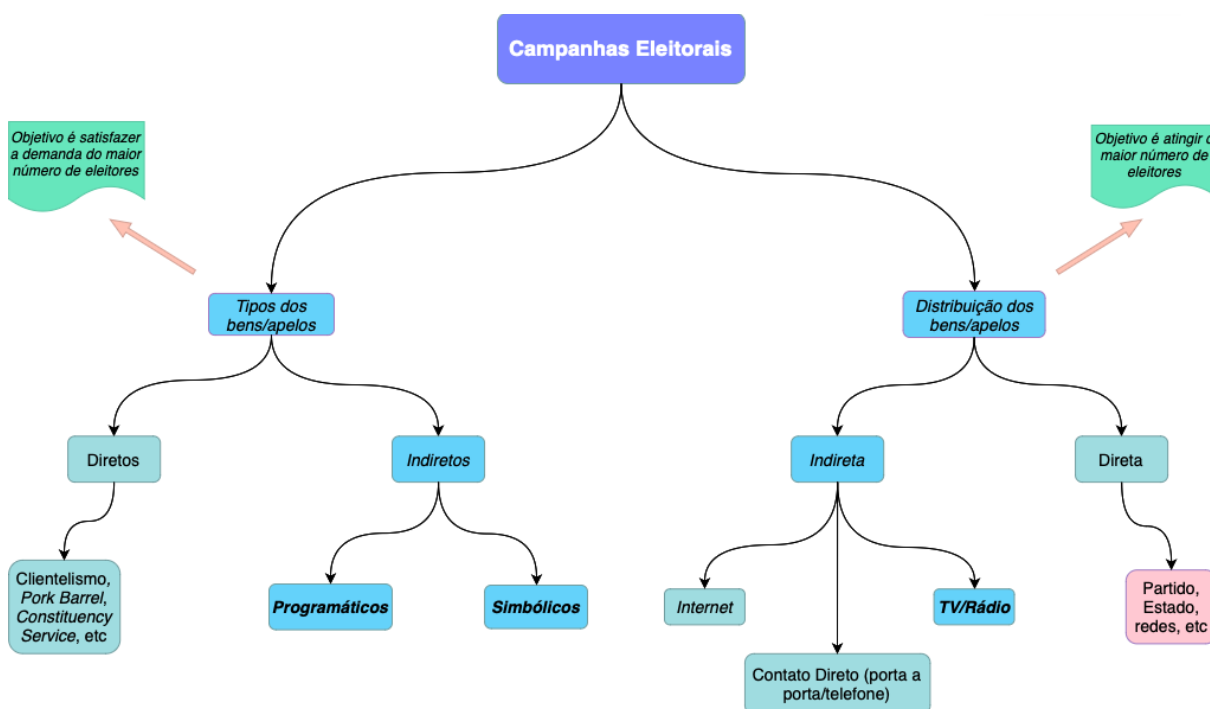 Campanhas Eleitorais
Objetivo é satisfazer
a demanda do maior
número de eleitores
Objetivo é atingir o
maior número de
eleitores
Tipos dos
bens/apelos
Distribuição dos
bens/apelos
Diretos
Indiretos
Indireta
Direta
Clientelismo,
Pork Barrel,
Constituency
Service, etc
Programáticos
Simbólicos
Internet
TV/Rádio
Partido,
Estado,
redes, etc
Contato Direto (porta a
porta/telefone)